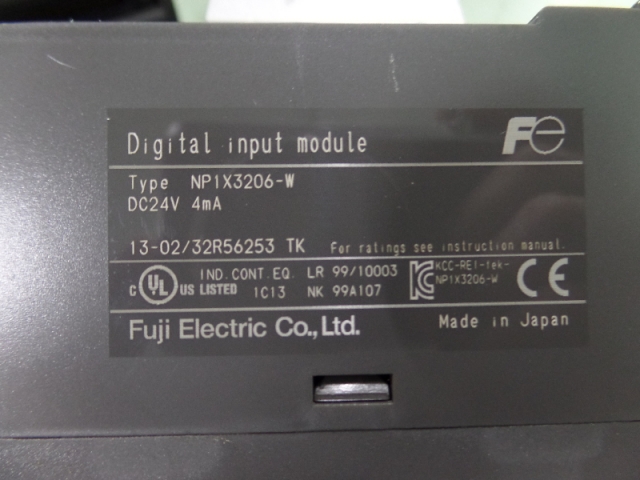 Digital input module
Fe
Type NP1X3206-W
DC24V 4mA
13-02/32R56253 TK For ratings see instruction manual.
c UL US LISTED IND. CONT. EQ. LR 99/10003 KCC-REI-fek-
1C13 NK 99A107 NP1X3206-W CE
Fuji Electric Co.,Ltd. Made in Japan